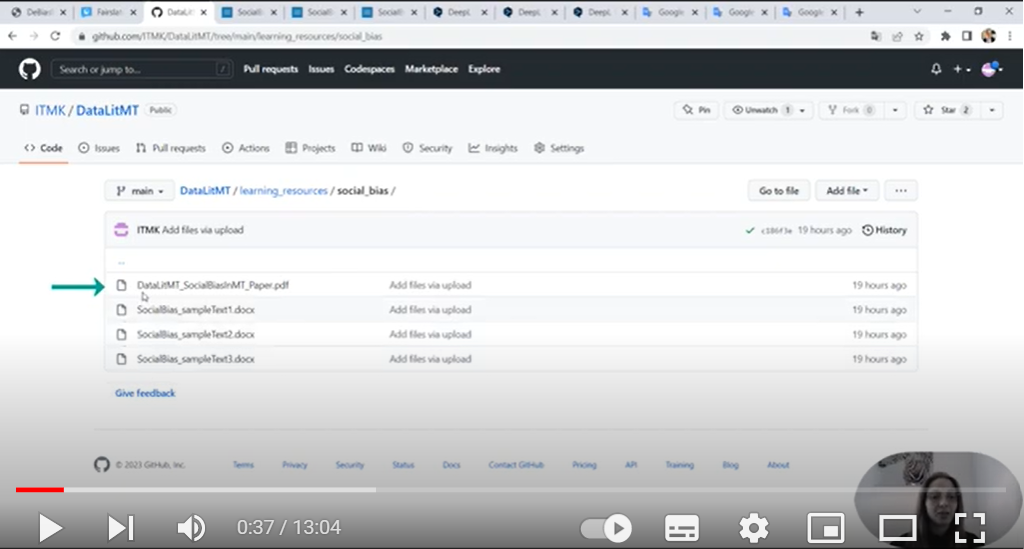 DeBias
Fairslan
DataLit
SocialB
SocialB
SocialB
DeepL
DeepL
DeepL
Google
Google
Google
github.com/ITMK/DataLitMT/tree/main/learning_resources/social_bias
Search or jump to... / Pull requests Issues Codespaces Marketplace Explore
ITMK / DataLitMT Public Pin Unwatch 1 Fork 0 Star 2
Code Issues Pull requests Actions Projects Wiki Security Insights Settings
main DataLitMT / learning_resources / social_bias / Go to file Add file ...
ITMK Add files via upload c186f3e 19 hours ago History
..
DataLitMT_SocialBiasInMT_Paper.pdf Add files via upload 19 hours ago
SocialBias_sampleText1.docx Add files via upload 19 hours ago
SocialBias_sampleText2.docx Add files via upload 19 hours ago
SocialBias_sampleText3.docx Add files via upload 19 hours ago
Give feedback
© 2023 GitHub, Inc. Terms Privacy Security Status Docs Contact GitHub Pricing API Training Blog About
0:37 / 13:04